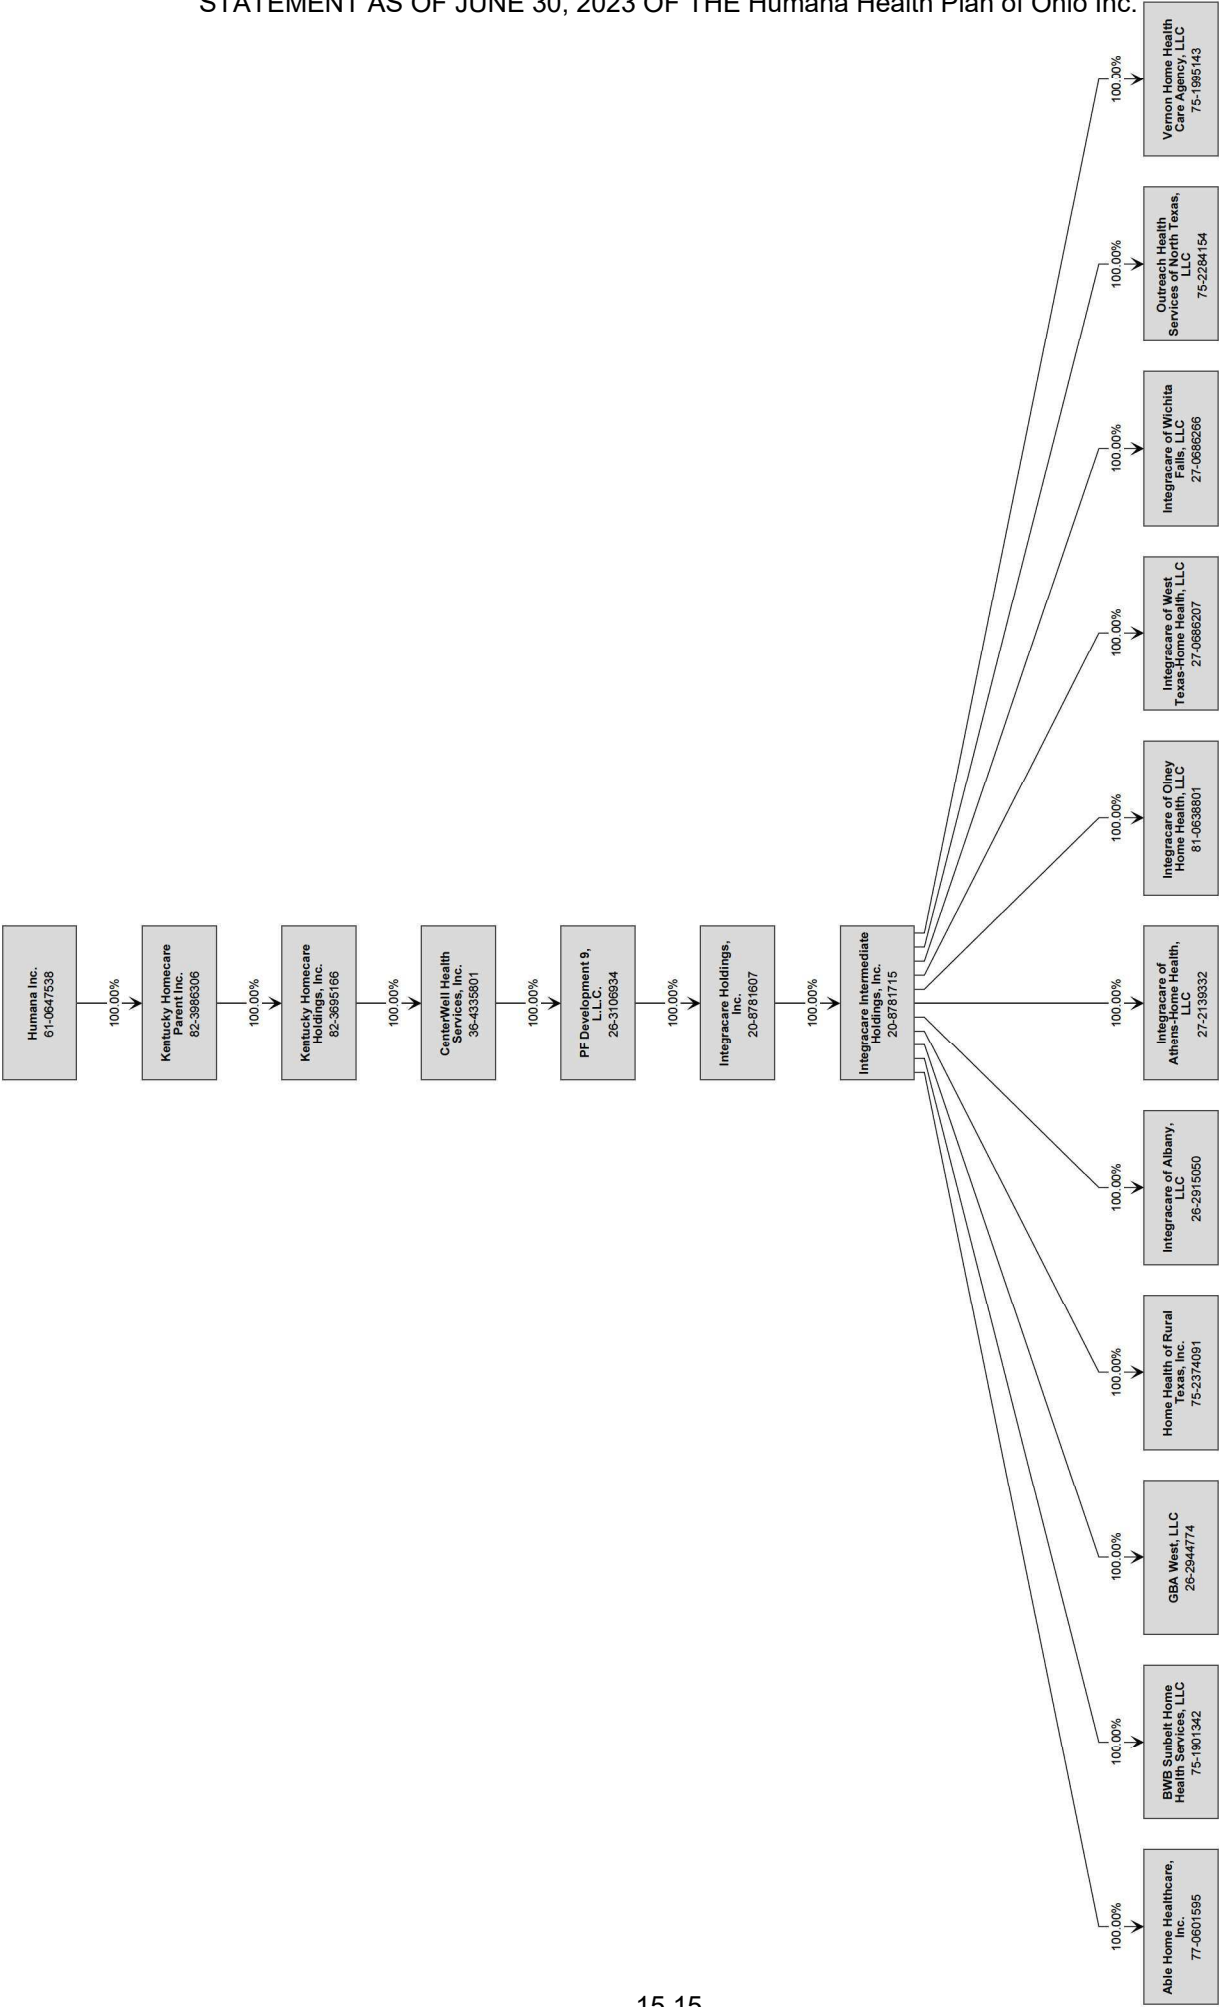 STATEMENT AS OF JUNE 30, 2023 OF THE Humana Health Plan of Ohio Inc.
Humana Inc.
61-0647538
100.00%
Kentucky Homecare
Parent Inc.
82-3986306
100.00%
Kentucky Homecare
Holdings, Inc.
82-3695166
100.00%
CenterWell Health
Services, Inc.
36-4335801
100.00%
PF Development 9,
L.L.C.
26-3106934
100.00%
Integracare Holdings,
Inc.
20-8781607
100.00%
Integracare Intermediate
Holdings, Inc.
20-8781715
100.00%
Able Home Healthcare,
Inc.
77-0601595
100.00%
BWB Sunbelt Home
Health Services, LLC
75-1901342
100.00%
GBA West, LLC
26-2944774
100.00%
Home Health of Rural
Texas, Inc.
75-2374091
100.00%
Integracare of Albany,
LLC
26-2915050
100.00%
Integracare of
Athens-Home Health,
LLC
27-2139332
100.00%
Integracare of Olney
Home Health, LLC
81-0638801
100.00%
Integracare of West
Texas-Home Health, LLC
27-0686207
100.00%
Integracare of Wichita
Falls, LLC
27-0686266
100.00%
Outreach Health
Services of North Texas,
LLC
75-2284154
100.00%
Vernon Home Health
Care Agency, LLC
75-1995143
15.15